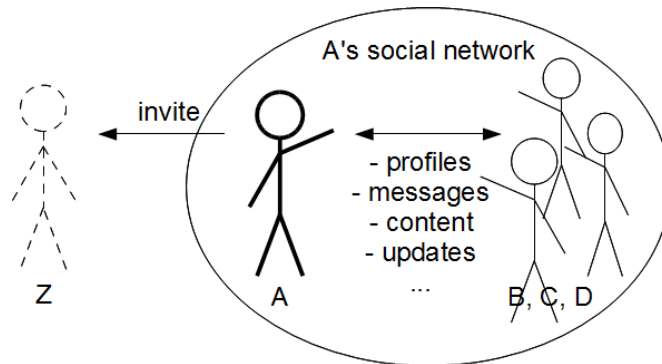 A's social network
invite
- profiles
- messages
- content
- updates
...
Z
A
B, C, D